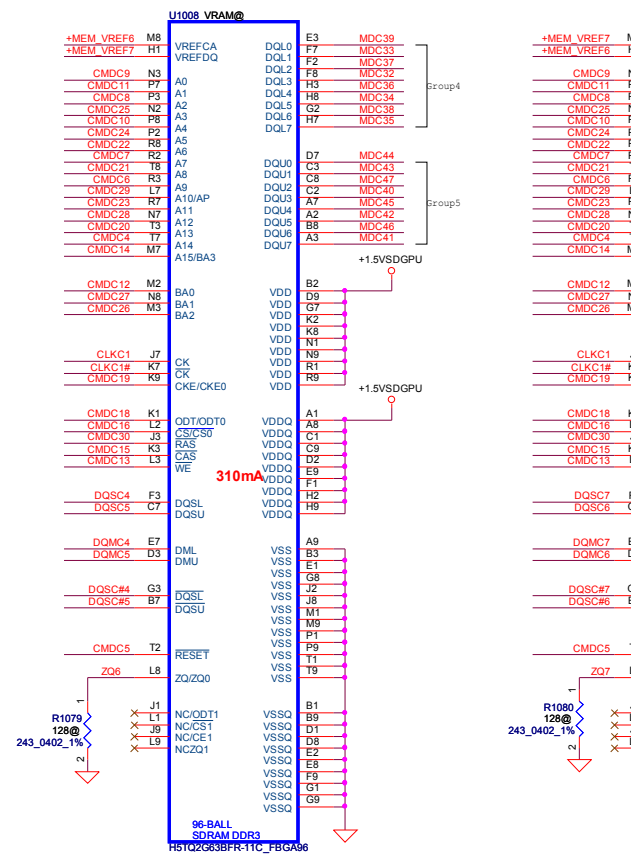 U1008 VRAM@
+MEM_VREF6 M8 VREFCA DQL0 E3 MDC39
+MEM_VREF7 H1 VREFDQ DQL1 F7 MDC33
DQL2 F2 MDC37
CMDC9 N3 A0 DQL3 F8 MDC32
CMDC11 P7 A1 DQL4 H3 MDC36 Group4
CMDC8 P3 A2 DQL5 H8 MDC34
CMDC25 N2 A3 DQL6 G2 MDC38
CMDC10 P8 A4 DQL7 H7 MDC35
CMDC24 P2 A5
CMDC22 R8 A6
CMDC7 R2 A7 DQU0 D7 MDC44
CMDC21 T8 A8 DQU1 C3 MDC43
CMDC6 R3 A9 DQU2 C8 MDC47
CMDC29 L7 A10/AP DQU3 C2 MDC40
CMDC23 R7 A11 DQU4 A7 MDC45 Group5
CMDC28 N7 A12 DQU5 A2 MDC42
CMDC20 T3 A13 DQU6 B8 MDC46
CMDC4 T7 A14 DQU7 A3 MDC41
CMDC14 M7 A15/BA3
+1.5VSDGPU
CMDC12 M2 BA0 VDD B2
CMDC27 N8 BA1 VDD D9
CMDC26 M3 BA2 VDD G7
VDD K2
VDD K8
VDD N1
CLKC1 J7 CK VDD N9
CLKC1# K7 CK VDD R1
CMDC19 K9 CKE/CKE0 VDD R9
+1.5VSDGPU
CMDC18 K1 ODT/ODT0 VDDQ A1
CMDC16 L2 CS/CS0 VDDQ A8
CMDC30 J3 RAS VDDQ C1
CMDC15 K3 CAS VDDQ C9
CMDC13 L3 WE VDDQ D2
310mA VDDQ E9
VDDQ F1
DQSC4 F3 DQSL VDDQ H2
DQSC5 C7 DQSU VDDQ H9
DQMC4 E7 DML VSS A9
DQMC5 D3 DMU VSS B3
VSS E1
VSS G8
DQSC#4 G3 DQSL VSS J2
DQSC#5 B7 DQSU VSS J8
VSS M1
VSS M9
VSS P1
CMDC5 T2 RESET VSS P9
VSS T1
ZQ6 L8 ZQ/ZQ0 VSS T9
J1 NC/ODT1 VSSQ B1
L1 NC/CS1 VSSQ B9
J9 NC/CE1 VSSQ D1
L9 NCZQ1 VSSQ D8
VSSQ E2
VSSQ E8
VSSQ F9
VSSQ G1
VSSQ G9
1
R1079
128@
243_0402_1%
2
96-BALL
SDRAM DDR3
H5TQ2G63BFR-11C_FBGA96
+MEM_VREF7
+MEM_VREF6
CMDC9
CMDC11
CMDC8
CMDC25
CMDC10
CMDC24
CMDC22
CMDC7
CMDC21
CMDC6
CMDC29
CMDC23
CMDC28
CMDC20
CMDC4
CMDC14
CMDC12
CMDC27
CMDC26
CLKC1
CLKC1#
CMDC19
CMDC18
CMDC16
CMDC30
CMDC15
CMDC13
DQSC7
DQSC6
DQMC7
DQMC6
DQSC#7
DQSC#6
CMDC5
ZQ7
1
R1080
128@
243_0402_1%
2